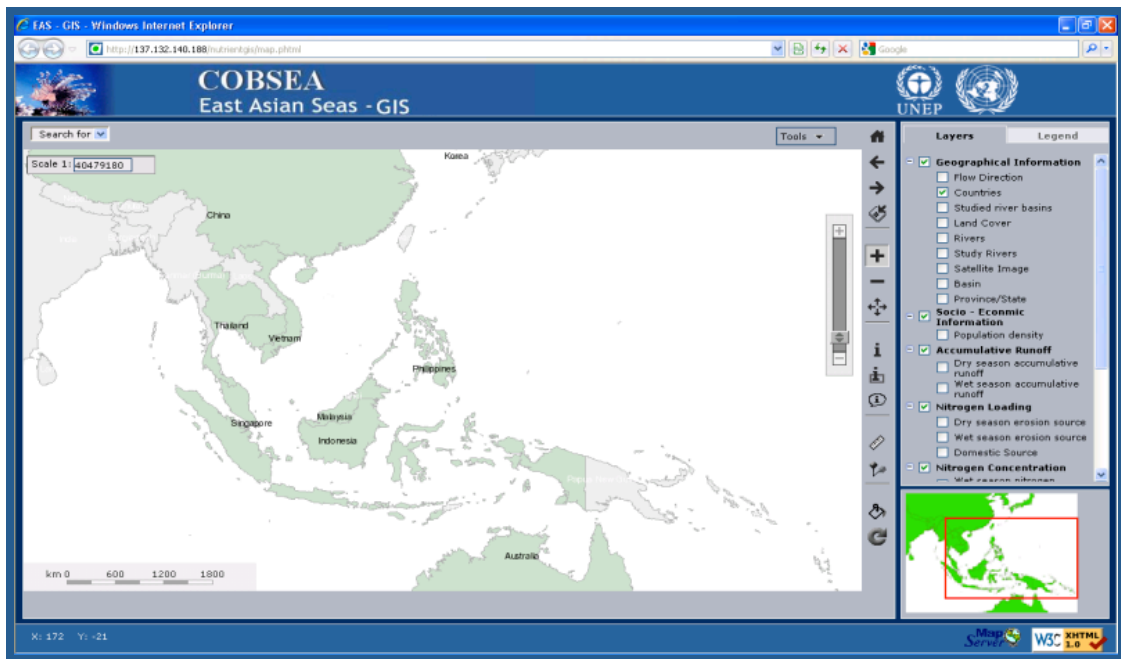 EAS - GIS - Windows Internet Explorer
http://137.132.140.188/nutrientgis/map.phtml
Google
COBSEA
East Asian Seas - GIS
UNEP
Search for
Tools
Scale 1: 40479180
Korea
China
Thailand
Vietnam
Philippines
Malaysia
Singapore
Indonesia
Australia
km 0 600 1200 1800
Layers
Legend
Geographical Information
Flow Direction
Countries
Studied river basins
Land Cover
Rivers
Study Rivers
Satellite Image
Basin
Province/State
Socio - Econmic
Information
Population density
Accumulative Runoff
Dry season accumulative
runoff
Wet season accumulative
runoff
Nitrogen Loading
Dry season erosion source
Wet season erosion source
Domestic Source
Nitrogen Concentration
Wet season nitrogen
X: 172 Y: -21
Map
Server
W3C XHTML
1.0